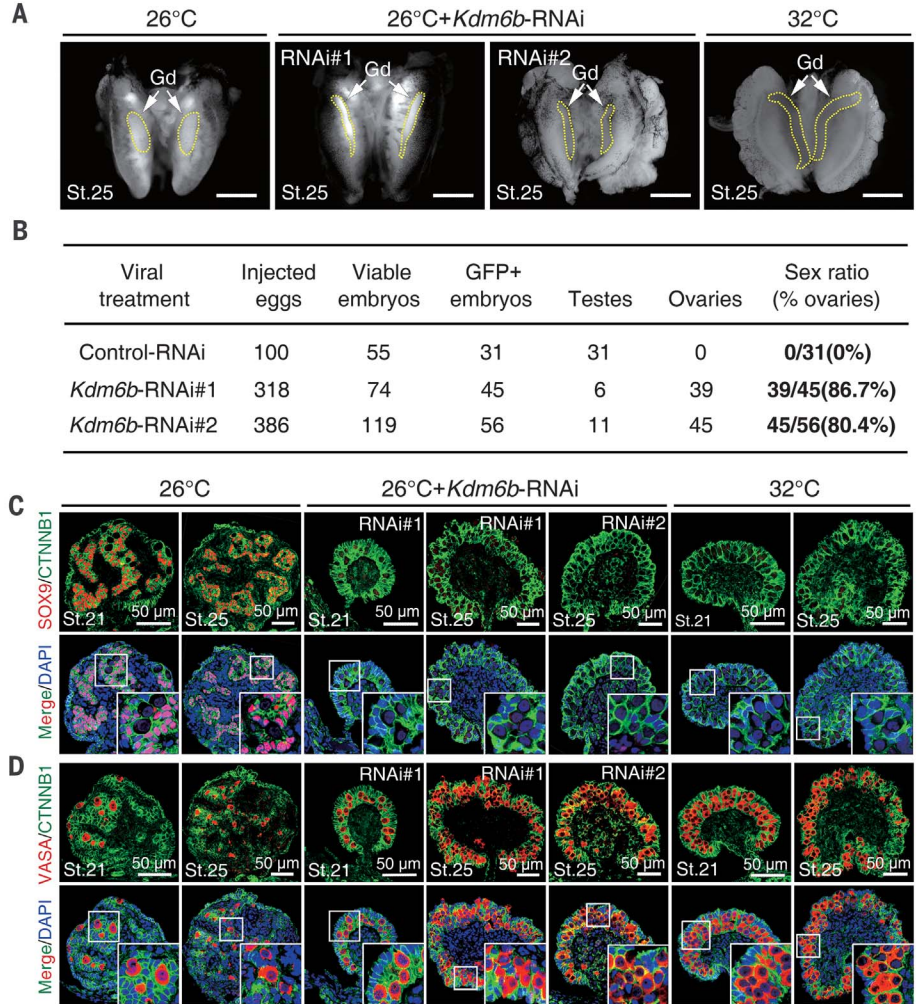 A
26°C
26°C+Kdm6b-RNAi
32°C
Gd
St.25
RNAi#1
Gd
St.25
RNAi#2
Gd
St.25
Gd
St.25
B
Viral treatment
Injected eggs
Viable embryos
GFP+ embryos
Testes
Ovaries
Sex ratio (% ovaries)
Control-RNAi 100 55 31 31 0 0/31(0%)
Kdm6b-RNAi#1 318 74 45 6 39 39/45(86.7%)
Kdm6b-RNAi#2 386 119 56 11 45 45/56(80.4%)
26°C
26°C+Kdm6b-RNAi
32°C
C
SOX9/CTNNB1
St.21 50 µm
St.25 50 µm
RNAi#1
St.21 50 µm
RNAi#1
St.25 50 µm
RNAi#2
St.25 50 µm
St.21 50 µm
St.25 50 µm
Merge/DAPI
D
VASA/CTNNB1
St.21 50 µm
St.25 50 µm
RNAi#1
St.21 50 µm
RNAi#1
St.25 50 µm
RNAi#2
St.25 50 µm
St.21 50 µm
St.25 50 µm
Merge/DAPI